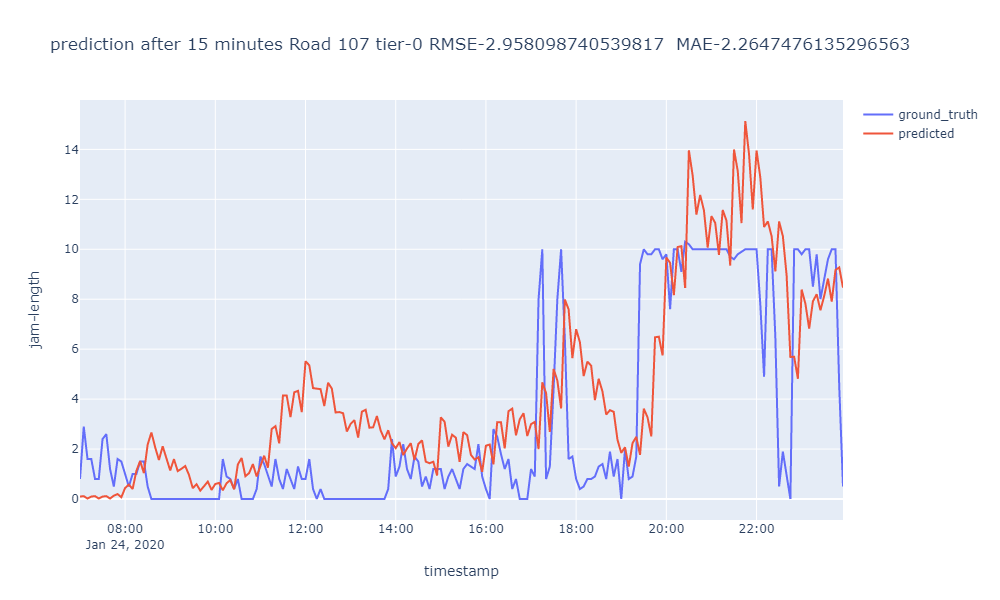 prediction after 15 minutes Road 107 tier-0 RMSE-2.958098740539817  MAE-2.2647476135296563
ground_truth
predicted
14
12
10
8
6
4
2
0
jam-length
08:00 10:00 12:00 14:00 16:00 18:00 20:00 22:00
Jan 24, 2020
timestamp